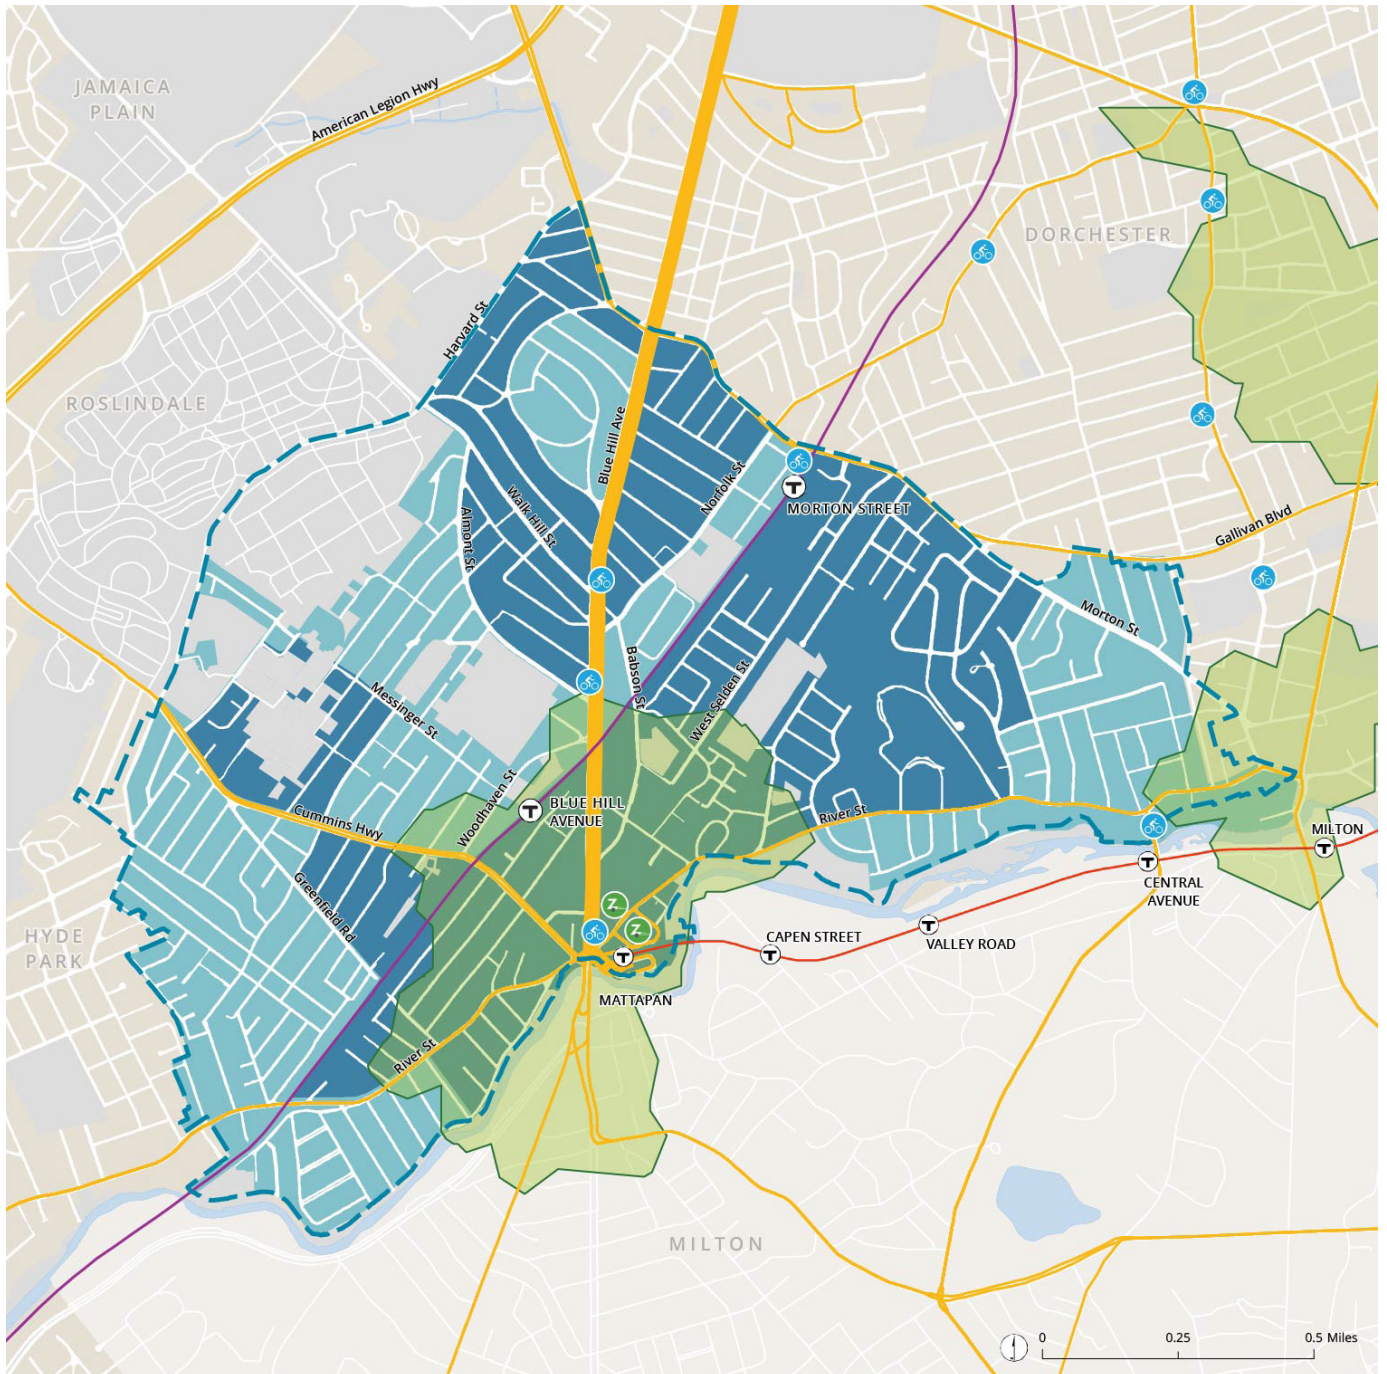 JAMAICA
PLAIN
American Legion Hwy
DORCHESTER
Harvard St
ROSLINDALE
Blue Hill Ave
Norfolk St
T
MORTON STREET
Walk Hill St
Almont St
Gallivan Blvd
Morton St
Babson St
West Selden St
Messinger St
Woodhaven St
T
BLUE HILL
AVENUE
Cummins Hwy
River St
MILTON
T
T
CENTRAL
AVENUE
Greenfield Rd
Z
Z
HYDE
PARK
CAPEN STREET
T
T
VALLEY ROAD
T
MATTAPAN
River St
MILTON
0 0.25 0.5 Miles